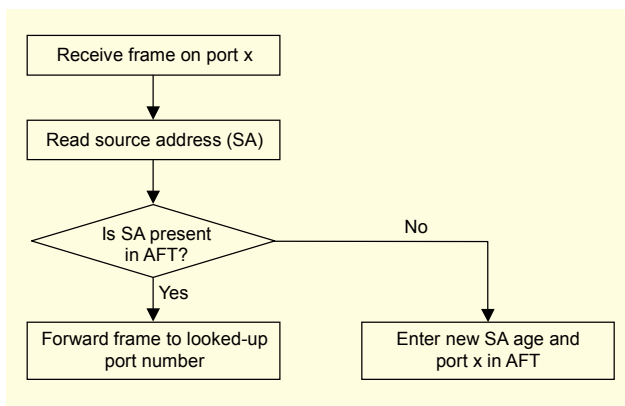 Receive frame on port x
Read source address (SA)
Is SA present
in AFT?
No
Yes
Forward frame to looked-up
port number
Enter new SA age and
port x in AFT